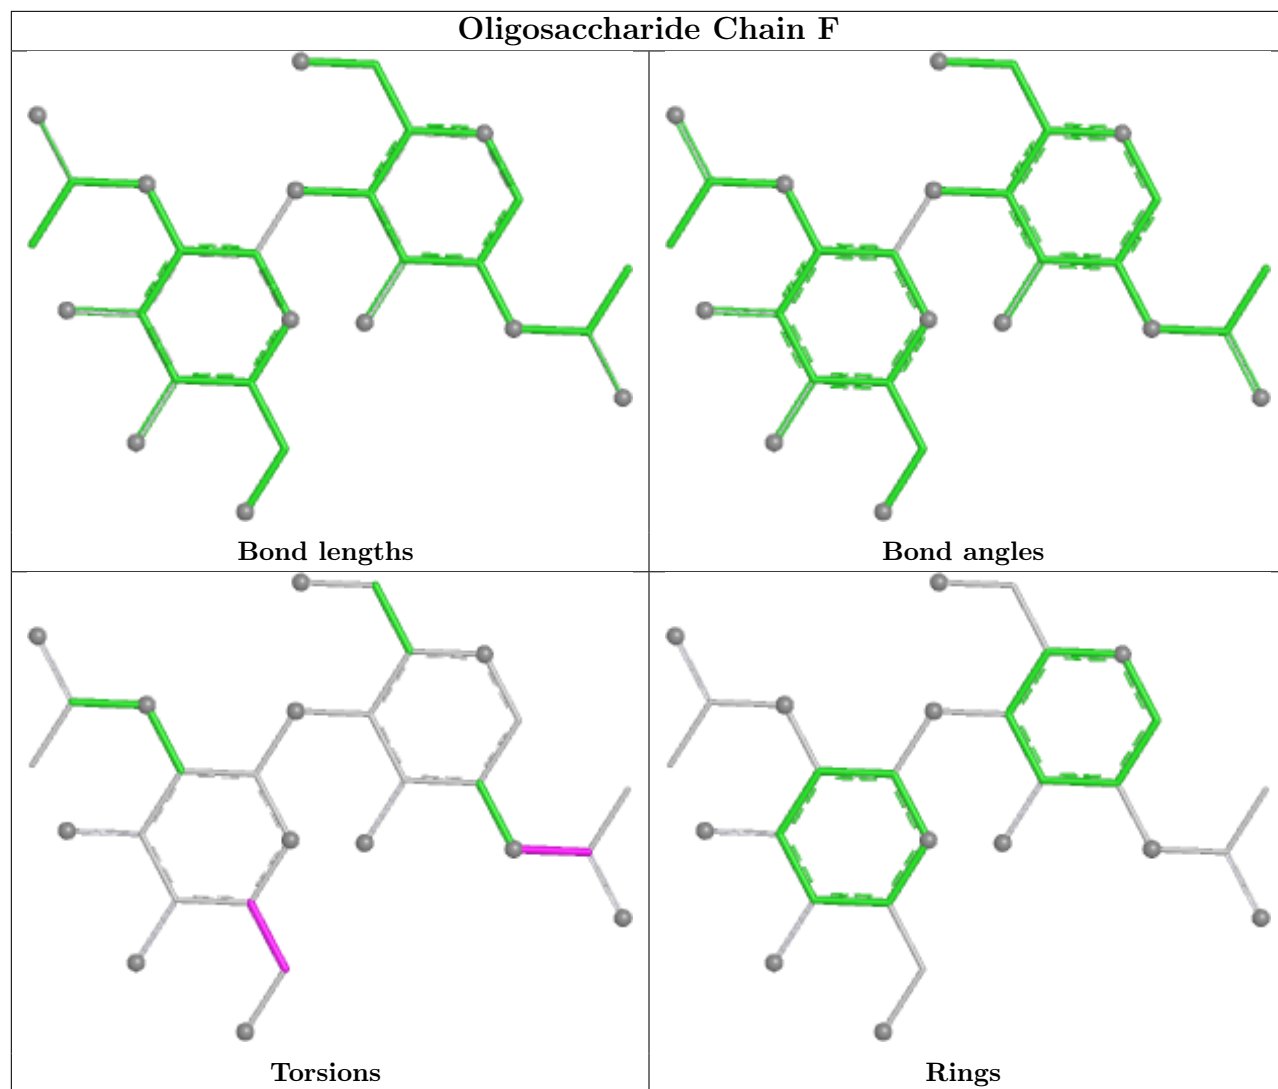 Oligosaccharide Chain F
Bond lengths
Bond angles
Torsions
Rings